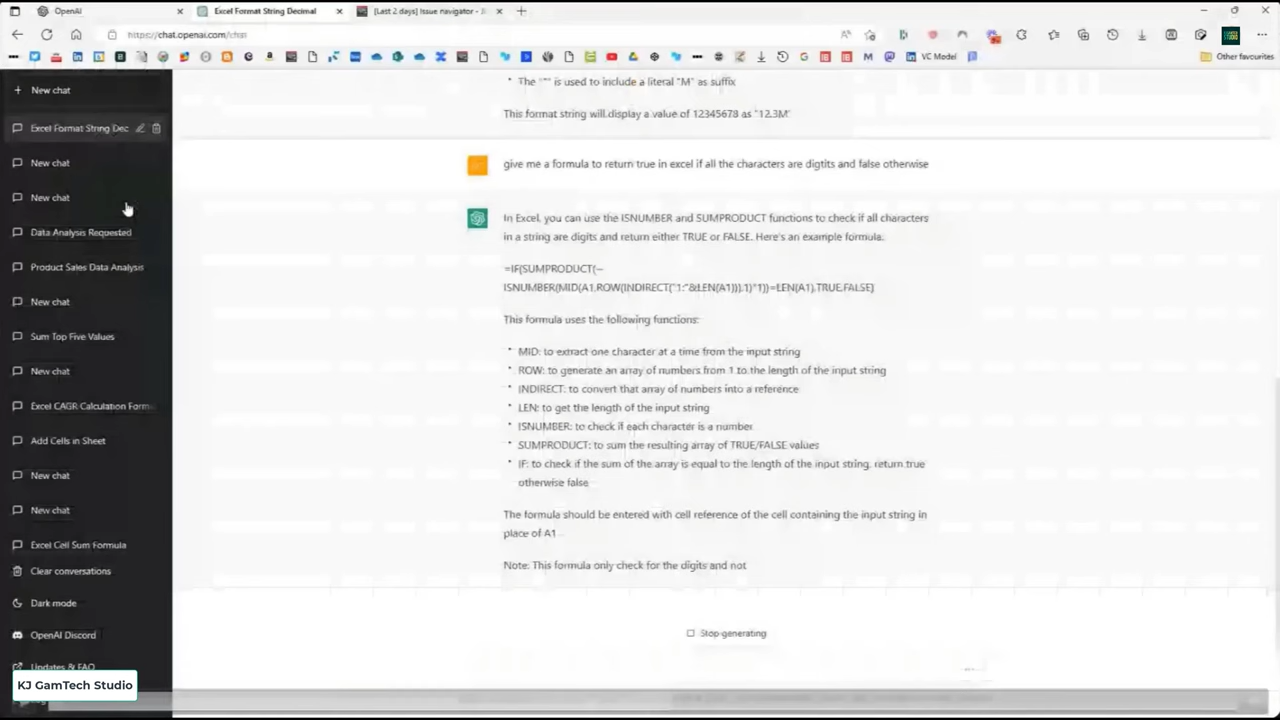 OpenAI
Excel Format String Decimal
[Last 2 days] Issue navigator -
https://chat.openai.com/chat
VC Model
Other favourites
New chat
Excel Format String Dec
New chat
New chat
Data Analysis Requested
Product Sales Data Analysis
New chat
Sum Top Five Values
New chat
Excel CAGR Calculation Form
Add Cells in Sheet
New chat
New chat
Excel Cell Sum Formula
Clear conversations
Dark mode
OpenAI Discord
Updates & FAQ
KJ GamTech Studio
• The "" is used to include a literal "M" as suffix
This format string will display a value of 12345678 as "12.3M"
give me a formula to return true in excel if all the characters are digtits and false otherwise
In Excel, you can use the ISNUMBER and SUMPRODUCT functions to check if all characters
in a string are digits and return either TRUE or FALSE. Here's an example formula.
=IF(SUMPRODUCT(--
ISNUMBER(MID(A1,ROW(INDIRECT("1:"&LEN(A1))),1)*1))=LEN(A1),TRUE,FALSE)
This formula uses the following functions:
• MID: to extract one character at a time from the input string
• ROW: to generate an array of numbers from 1 to the length of the input string
• INDIRECT: to convert that array of numbers into a reference
• LEN: to get the length of the input string
• ISNUMBER: to check if each character is a number
• SUMPRODUCT: to sum the resulting array of TRUE/FALSE values
• IF: to check if the sum of the array is equal to the length of the input string, return true
otherwise false
The formula should be entered with cell reference of the cell containing the input string in
place of A1
Note: This formula only check for the digits and not
Stop generating